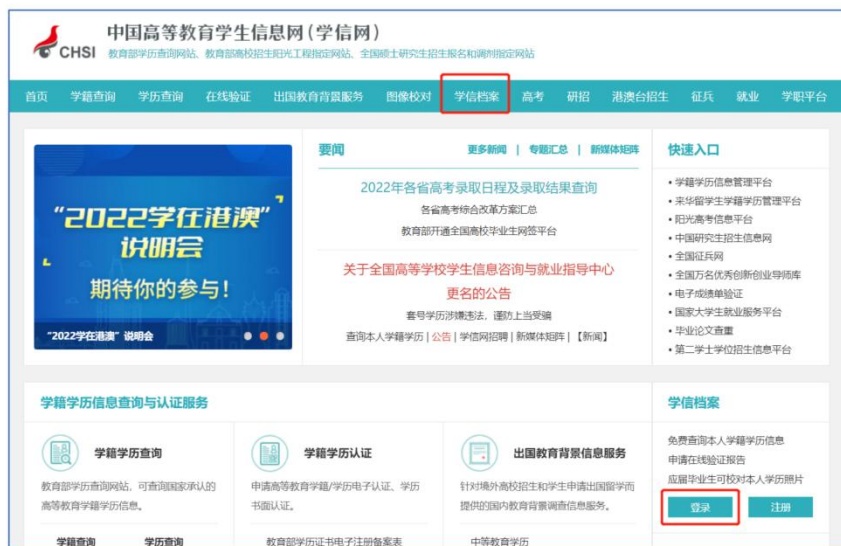 中国高等教育学生信息网(学信网)
CHSI 教育部学历查询网站、教育部高校招生阳光工程指定网站、全国硕士研究生招生报名和调剂指定网站
首页 学籍查询 学历查询 在线验证 出国教育背景服务 图像校对 学信档案 高考 研招 港澳台招生 征兵 就业 学职平台
“2022学在港澳”
说明会
期待你的参与!
“2022学在港澳”说明会
要闻 更多新闻 | 专题汇总 | 新媒体矩阵
2022年各省高考录取日程及录取结果查询
各省高考综合改革方案汇总
教育部开通全国高校毕业生网签平台
关于全国高等学校学生信息咨询与就业指导中心
更名的公告
套号学历涉嫌违法,谨防上当受骗
查询本人学籍学历 | 公告 | 学信网招聘 | 新媒体矩阵 | 【新闻】
快速入口
• 学籍学历信息管理平台
• 来华留学生学籍学历管理平台
• 阳光高考信息平台
• 中国研究生招生信息网
• 全国征兵网
• 全国万名优秀创新创业导师库
• 电子成绩单验证
• 国家大学生就业服务平台
• 毕业论文查重
• 第二学士学位招生信息平台
学籍学历信息查询与认证服务
学籍学历查询
教育部学历查询网站、可查询国家承认的
高等教育学籍学历信息。
学籍查询 学历查询
学籍学历认证
申请高等教育学籍/学历电子认证、学历
书面认证。
教育部学历证书电子注册备案表
出国教育背景信息服务
针对境外高校招生和学生申请出国留学而
提供的国内教育背景调查信息服务。
中等教育学历
学信档案
免费查询本人学籍学历信息
申请在线验证报告
应届毕业生可校对本人学历照片
登录 注册